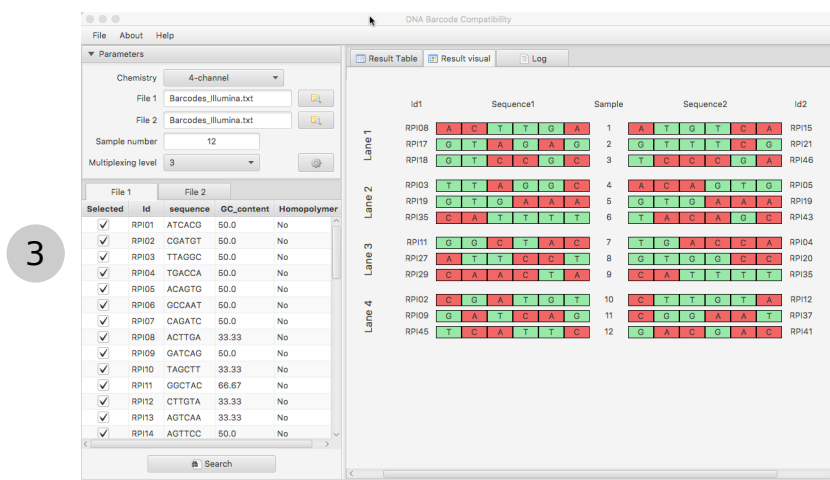 DNA Barcode Compatibility
File About Help
Parameters
Chemistry 4-channel
File 1 Barcodes_Illumina.txt
File 2 Barcodes_Illumina.txt
Sample number 12
Multiplexing level 3
File 1 File 2
Selected Id sequence GC_content Homopolymer
RPI01 ATCACG 50.0 No
RPI02 CGATGT 50.0 No
RPI03 TTAGGC 50.0 No
RPI04 TGACCA 50.0 No
RPI05 ACAGTG 50.0 No
RPI06 GCCAAT 50.0 No
RPI07 CAGATC 50.0 No
RPI08 ACTTGA 33.33 No
RPI09 GATCAG 50.0 No
RPI10 TAGCTT 33.33 No
RPI11 GGCTAC 66.67 No
RPI12 CTTGTA 33.33 No
RPI13 AGTCAA 33.33 No
RPI14 AGTTCC 50.0 No
Search
3
Result Table Result visual Log
Id1 Sequence1 Sample Sequence2 Id2
Lane 1
RPI08 A C T T G A 1 A T G T C A RPI15
RPI17 G T A G A G 2 G T T T C G RPI21
RPI18 G T C C G C 3 T C C C G A RPI46
Lane 2
RPI03 T T A G G C 4 A C A G T G RPI05
RPI19 G T G A A A 5 G T G A A A RPI19
RPI35 C A T T T T 6 T A C A G C RPI43
Lane 3
RPI11 G G C T A C 7 T G A C C A RPI04
RPI27 A T T C C T 8 G T G G C C RPI20
RPI29 C A A C T A 9 C A T T T T RPI35
Lane 4
RPI02 C G A T G T 10 C T T G T A RPI12
RPI09 G A T C A G 11 C G G A A T RPI37
RPI45 T C A T T C 12 G A C G A C RPI41